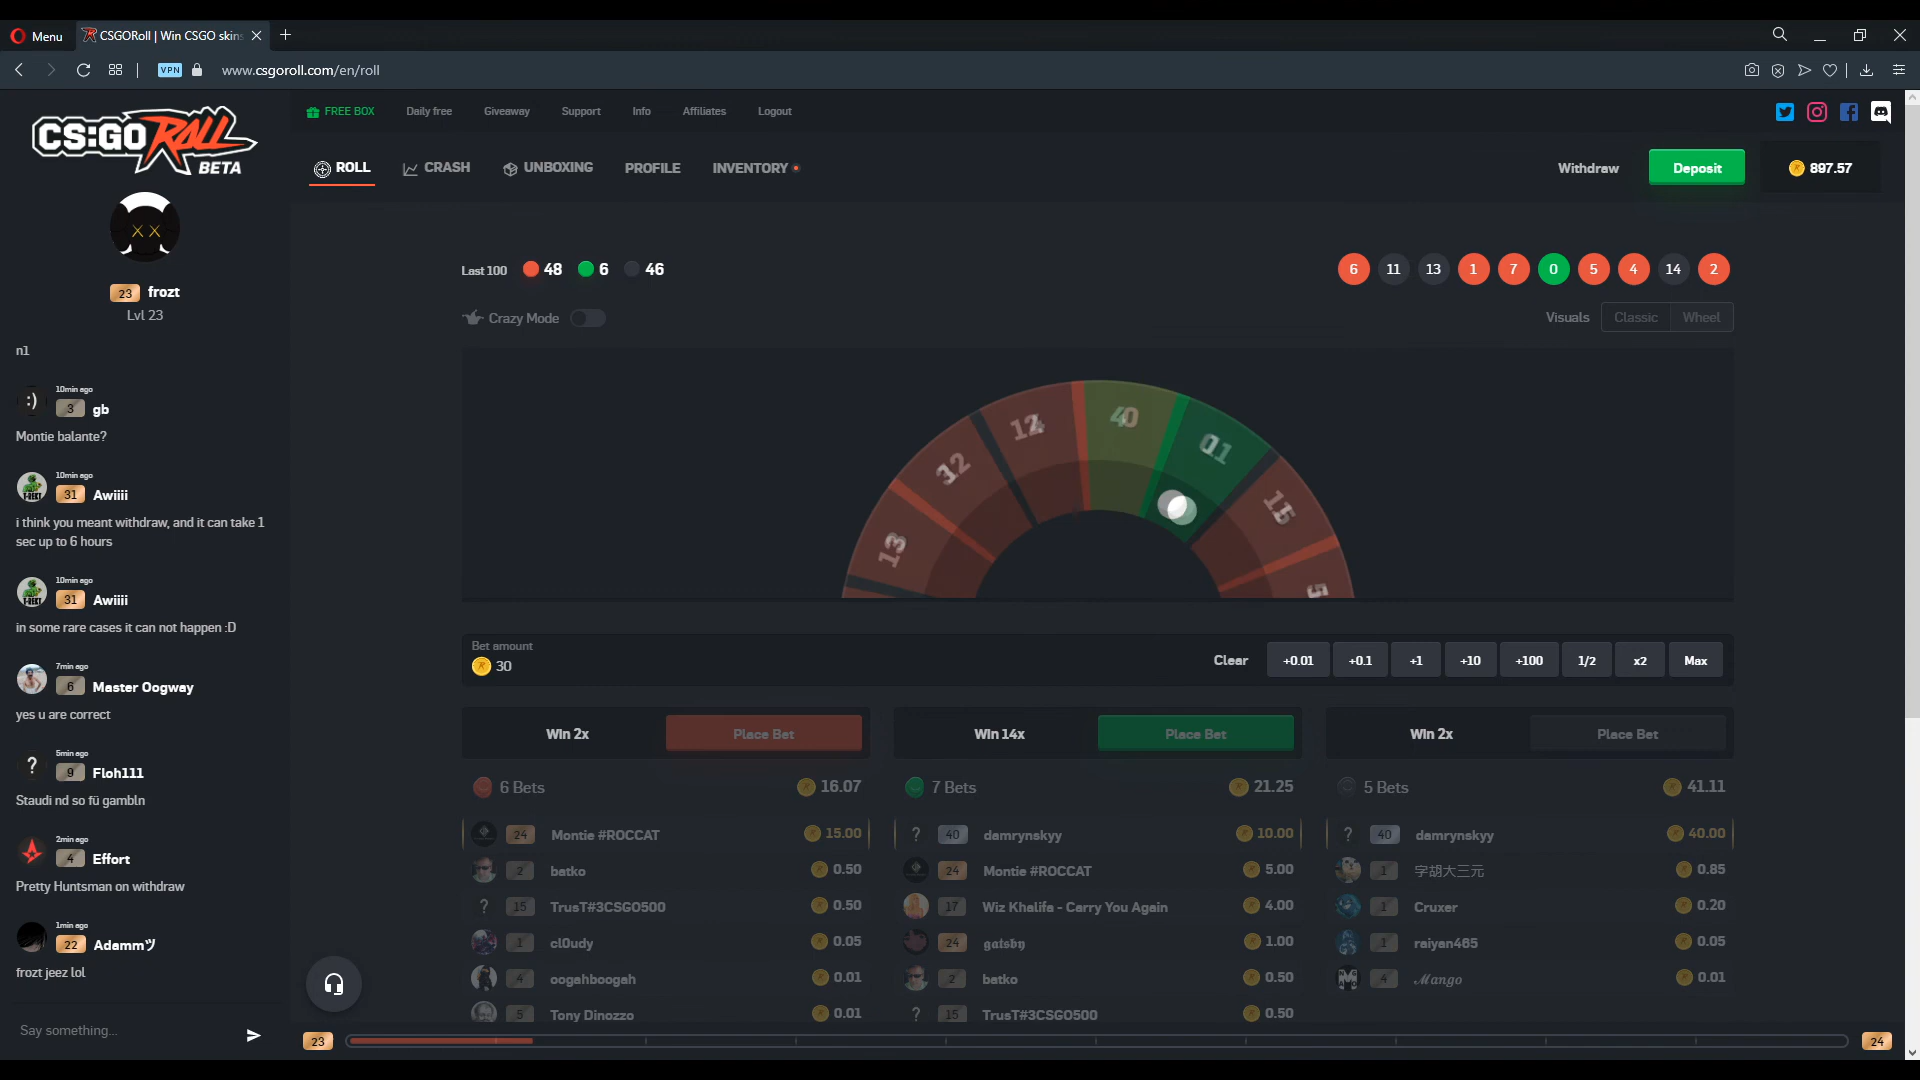 Menu
CSGORoll | Win CSGO skins
VPN
www.csgoroll.com/en/roll
CS:GO ROLL
BETA
FREE BOX
Daily free
Giveaway
Support
Info
Affiliates
Logout
ROLL
CRASH
UNBOXING
PROFILE
INVENTORY
Withdraw
Deposit
897.57
23 frozt
Lvl 23
n1
10min ago
3 gb
Montie balante?
10min ago
31 Awiiii
i think you meant withdraw, and it can take 1
sec up to 6 hours
10min ago
31 Awiiii
in some rare cases it can not happen :D
7min ago
6 Master Oogway
yes u are correct
5min ago
9 Floh111
Staudi nd so fü gambln
2min ago
4 Effort
Pretty Huntsman on withdraw
1min ago
22 Adammツ
frozt jeez lol
Say something...
Last 100 48 6 46
6 11 13 1 7 0 5 4 14 2
Crazy Mode
Visuals Classic Wheel
Bet amount
30
Clear +0.01 +0.1 +1 +10 +100 1/2 x2 Max
Win 2x Place Bet
6 Bets 16.07
24 Montie #ROCCAT 15.00
2 batko 0.50
15 TrusT#3CSGO500 0.50
1 cl0udy 0.05
4 oogahboogah 0.01
5 Tony Dinozzo 0.01
Win 14x Place Bet
7 Bets 21.25
40 damrynskyy 10.00
24 Montie #ROCCAT 5.00
17 Wiz Khalifa - Carry You Again 4.00
24 𝖌𝖆𝖙𝖘𝖇𝖞 1.00
2 batko 0.50
15 TrusT#3CSGO500 0.50
Win 2x Place Bet
5 Bets 41.11
40 damrynskyy 40.00
1 字胡大三元 0.85
1 Cruxer 0.20
1 raiyan465 0.05
4 𝓜𝓪𝓷𝓰𝓸 0.01
23
24